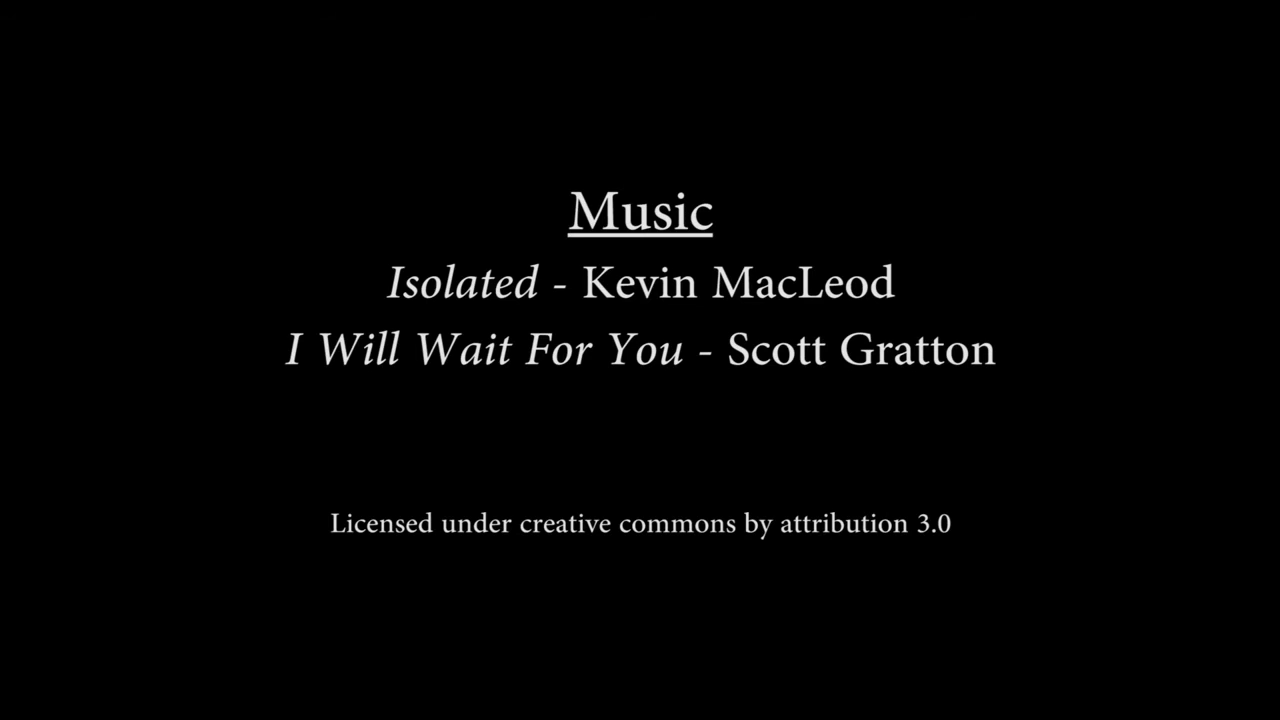 Music
Isolated - Kevin MacLeod
I Will Wait For You - Scott Gratton
Licensed under creative commons by attribution 3.0